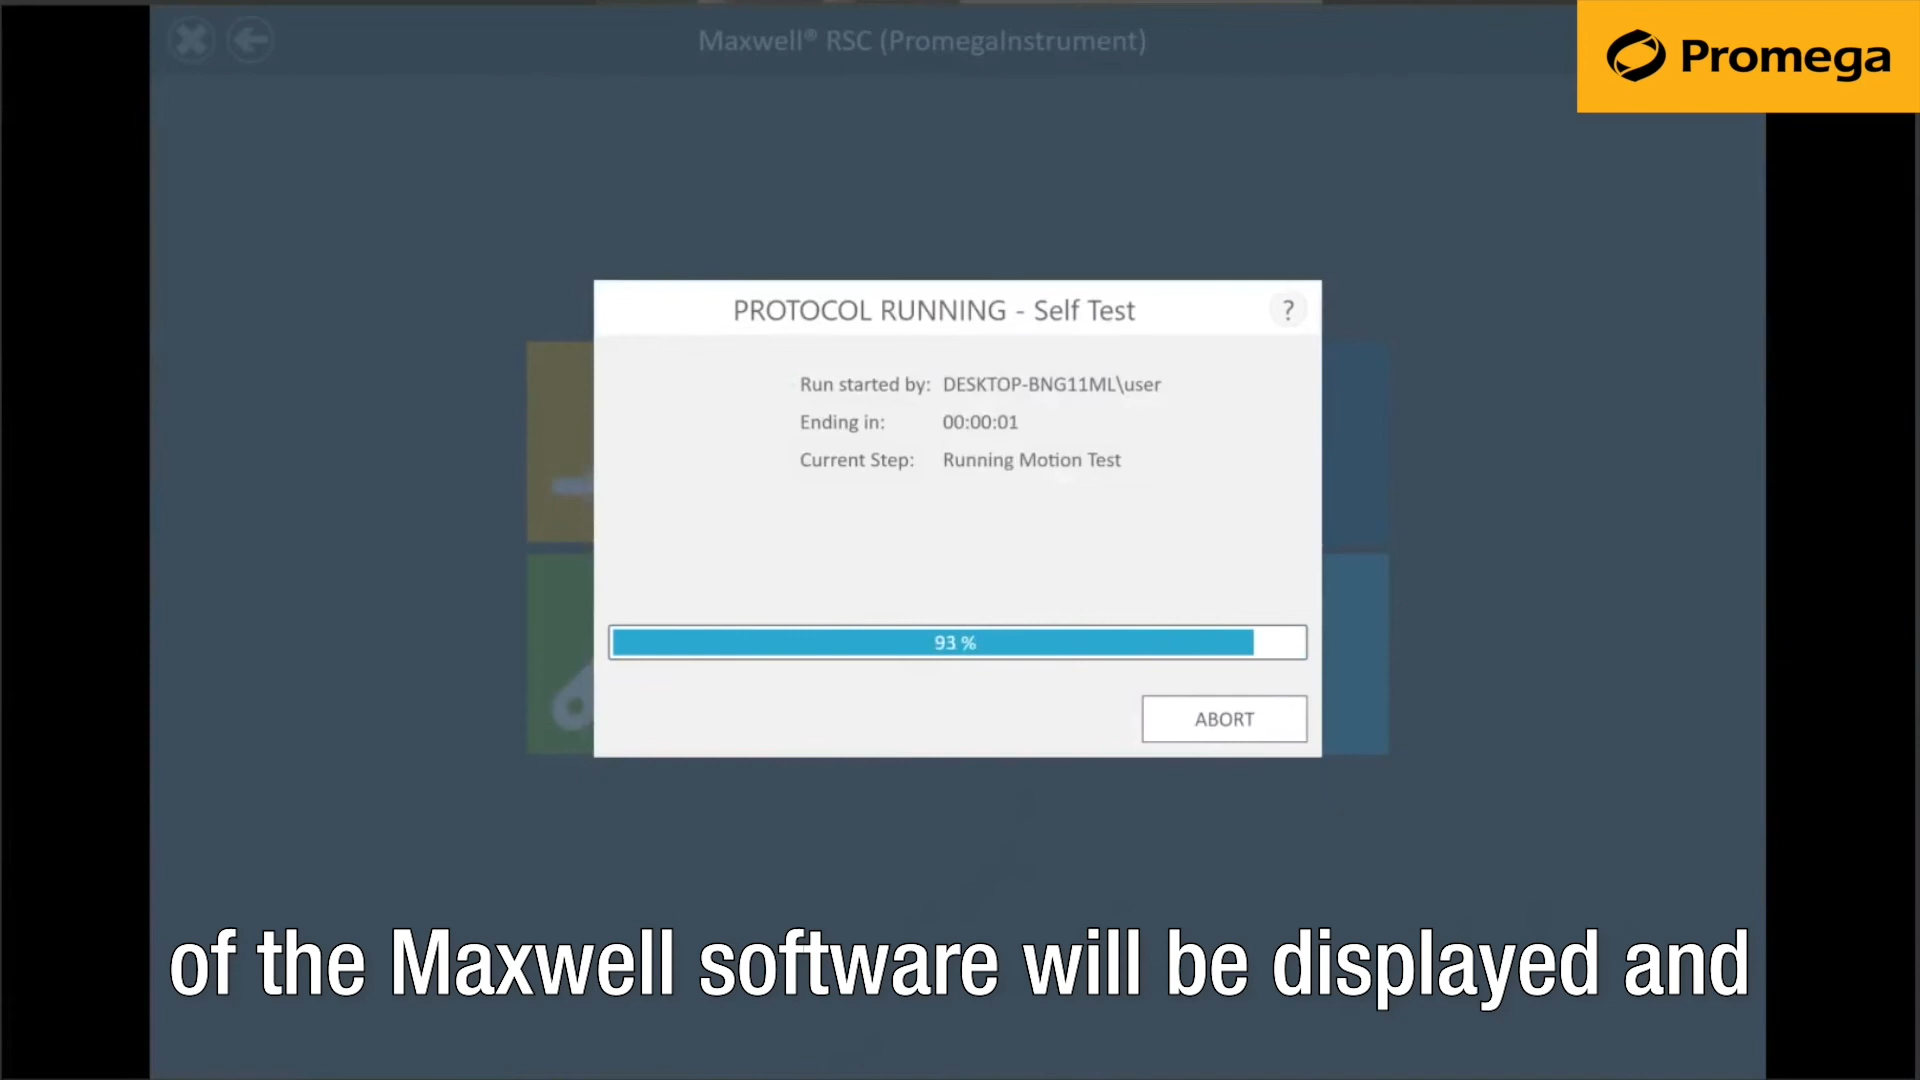 Maxwell® RSC (PromegaInstrument)
Promega
PROTOCOL RUNNING - Self Test
?
Run started by: DESKTOP-BNG11ML\user
Ending in: 00:00:01
Current Step: Running Motion Test
93 %
ABORT
of the Maxwell software will be displayed and